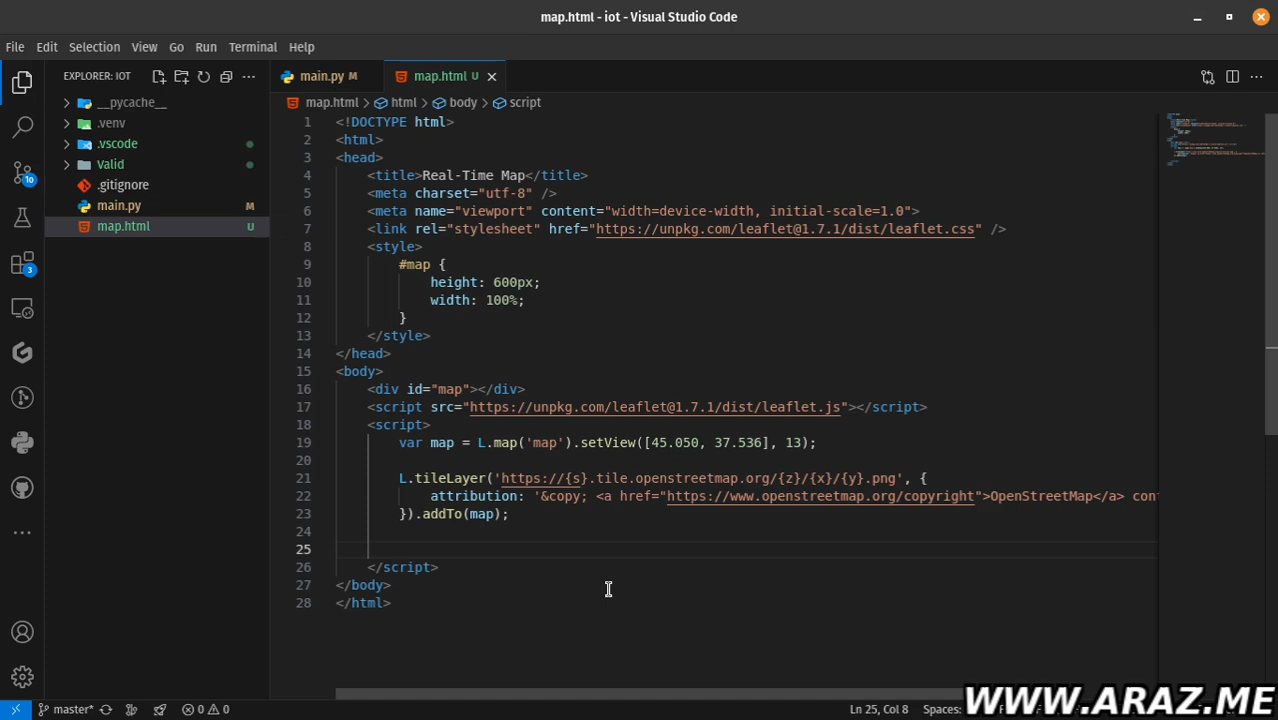 map.html - iot - Visual Studio Code
File Edit Selection View Go Run Terminal Help
EXPLORER: IOT
__pycache__
.venv
.vscode
Valid
.gitignore
main.py M
map.html U
main.py M map.html U
map.html > html > body > script
1 <!DOCTYPE html>
2 <html>
3 <head>
4 <title>Real-Time Map</title>
5 <meta charset="utf-8" />
6 <meta name="viewport" content="width=device-width, initial-scale=1.0">
7 <link rel="stylesheet" href="https://unpkg.com/leaflet@1.7.1/dist/leaflet.css" />
8 <style>
9 #map {
10 height: 600px;
11 width: 100%;
12 }
13 </style>
14 </head>
15 <body>
16 <div id="map"></div>
17 <script src="https://unpkg.com/leaflet@1.7.1/dist/leaflet.js"></script>
18 <script>
19 var map = L.map('map').setView([45.050, 37.536], 13);
20
21 L.tileLayer('https://{s}.tile.openstreetmap.org/{z}/{x}/{y}.png', {
22 attribution: '&copy; <a href="https://www.openstreetmap.org/copyright">OpenStreetMap</a> cont
23 }).addTo(map);
24
25
26 </script>
27 </body>
28 </html>
10
3
master* 0 0 Ln 25, Col 8 Spaces:
WWW.ARAZ.ME